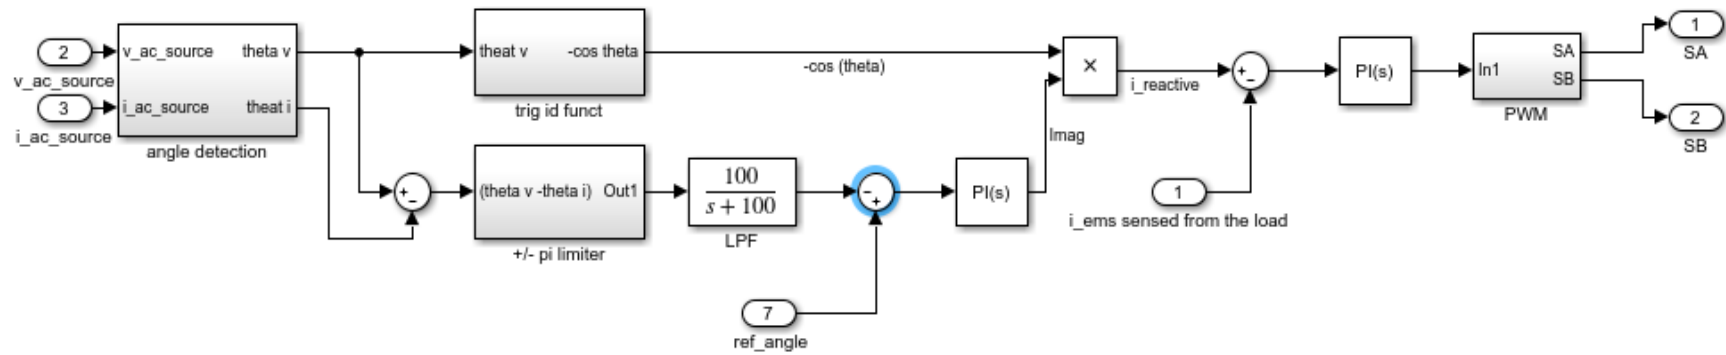 2
v_ac_source
3
i_ac_source
v_ac_source theta v
i_ac_source theat i
angle detection
theat v -cos theta
trig id funct
-cos (theta)
+
-
(theta v -theta i) Out1
+/- pi limiter
100
s + 100
LPF
-
+
7
ref_angle
PI(s)
Imag
×
i_reactive
+
-
1
i_ems sensed from the load
PI(s)
In1 SA
SB
PWM
1
SA
2
SB